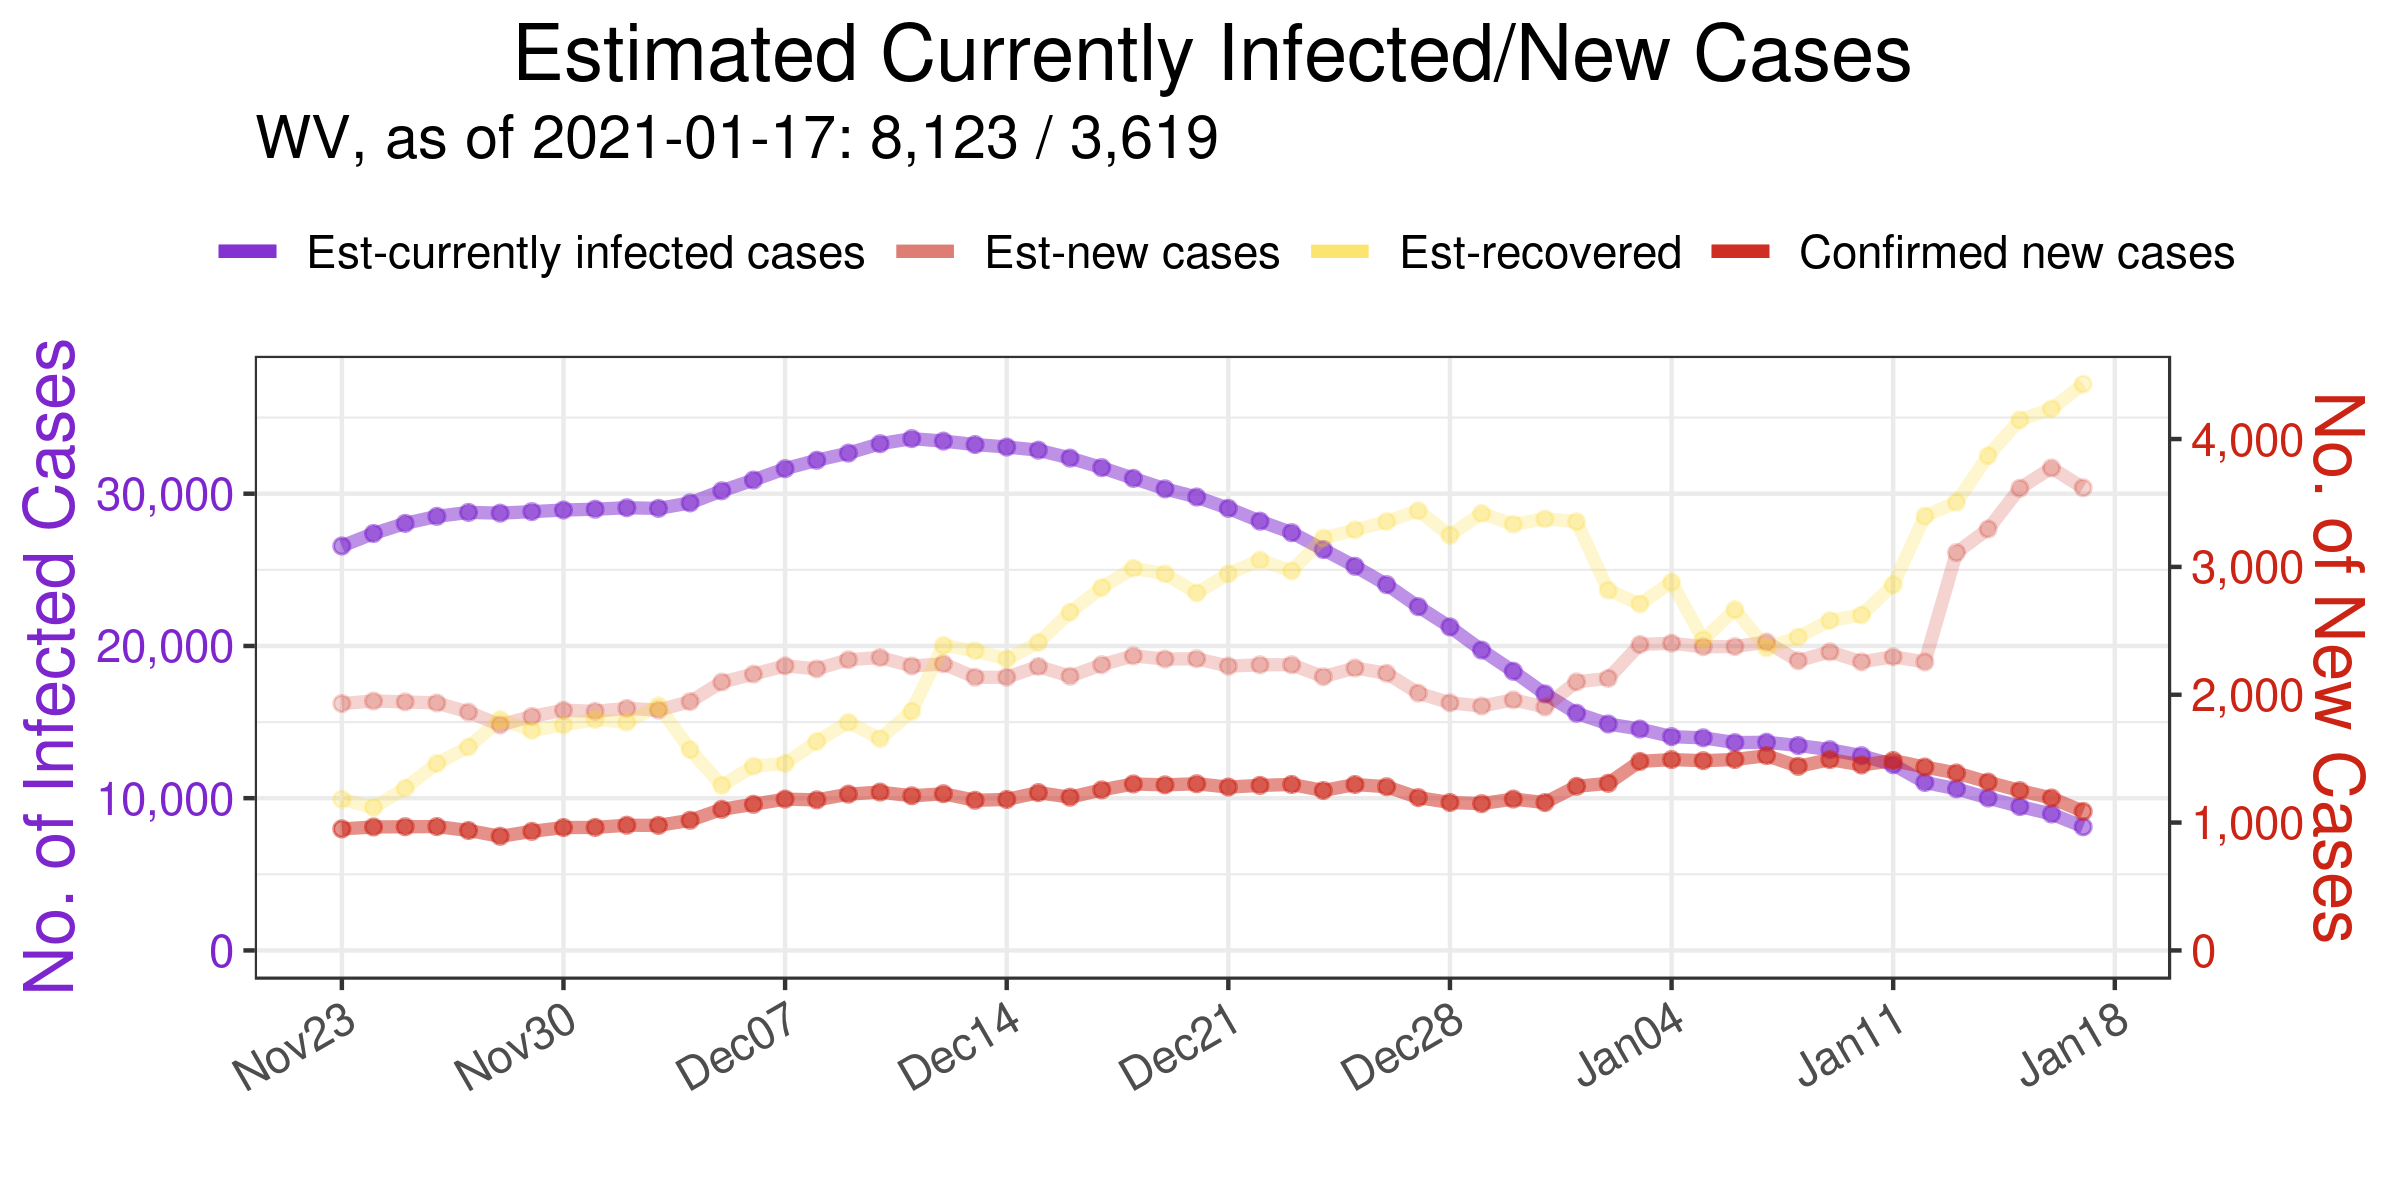 Estimated Currently Infected/New Cases
WV, as of 2021-01-17: 8,123 / 3,619
Est-currently infected cases Est-new cases Est-recovered Confirmed new cases
No. of Infected Cases
30,000
20,000
10,000
0
4,000
3,000
2,000
1,000
0
No. of New Cases
Nov23 Nov30 Dec07 Dec14 Dec21 Dec28 Jan04 Jan11 Jan18